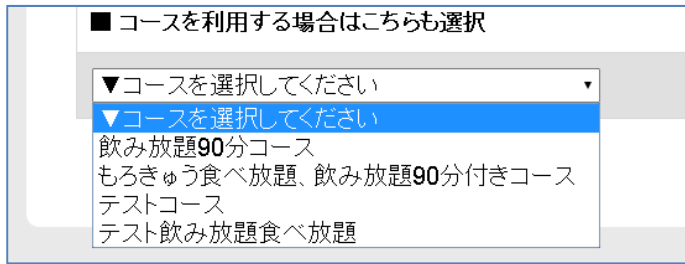 ■ コースを利用する場合はこちらも選択
▼コースを選択してください ▼
▼コースを選択してください
飲み放題90分コース
もろきゅう食べ放題、飲み放題90分付きコース
テストコース
テスト飲み放題食べ放題